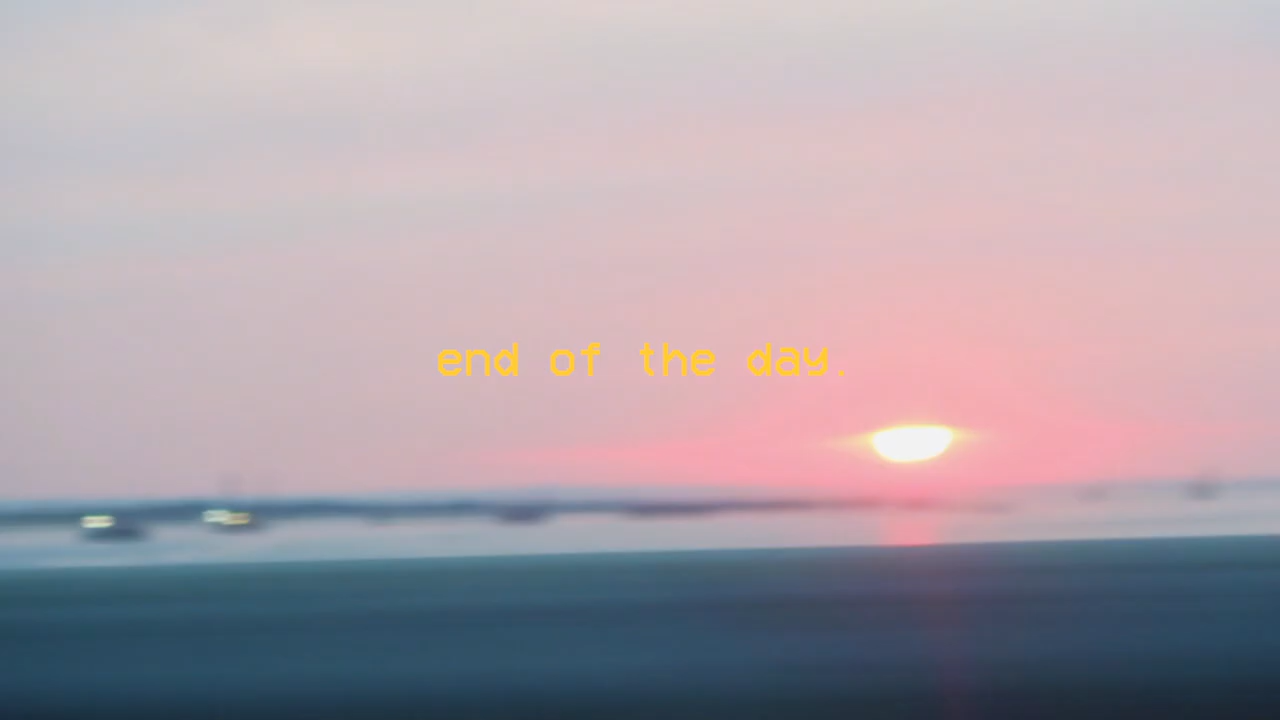 end of the day.